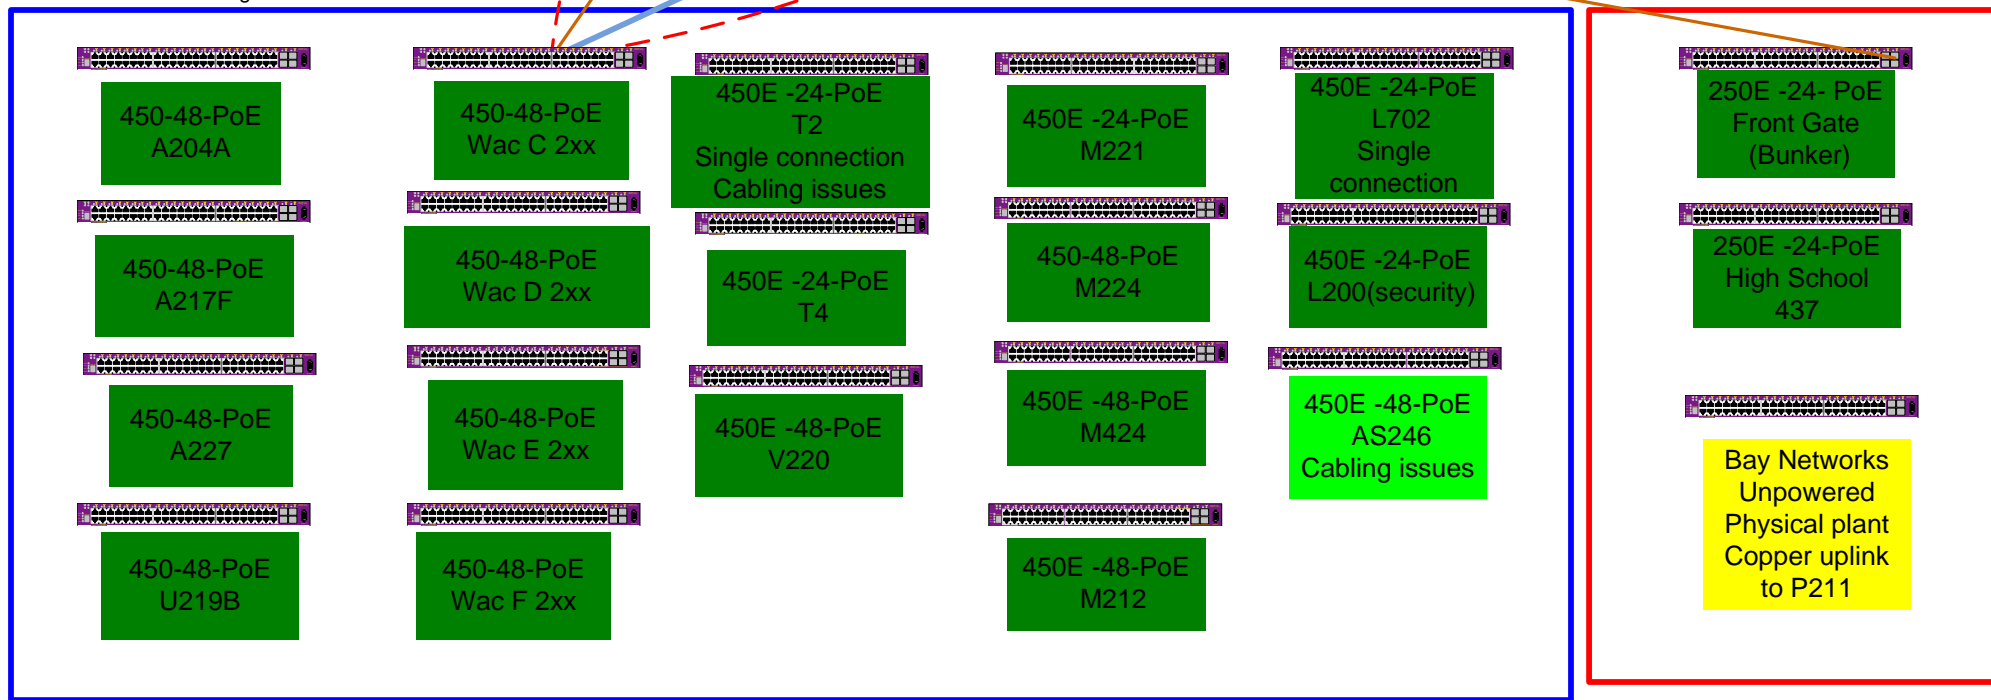 450-48-PoE
A204A
450-48-PoE
A217F
450-48-PoE
A227
450-48-PoE
U219B
450-48-PoE
Wac C 2xx
450-48-PoE
Wac D 2xx
450-48-PoE
Wac E 2xx
450-48-PoE
Wac F 2xx
450E -24-PoE
T2
Single connection
Cabling issues
450E -24-PoE
T4
450E -48-PoE
V220
450E -24-PoE
M221
450-48-PoE
M224
450E -48-PoE
M424
450E -48-PoE
M212
450E -24-PoE
L702
Single
connection
450E -24-PoE
L200(security)
450E -48-PoE
AS246
Cabling issues
250E -24- PoE
Front Gate
(Bunker)
250E -24-PoE
High School
437
Bay Networks
Unpowered
Physical plant
Copper uplink
to P211